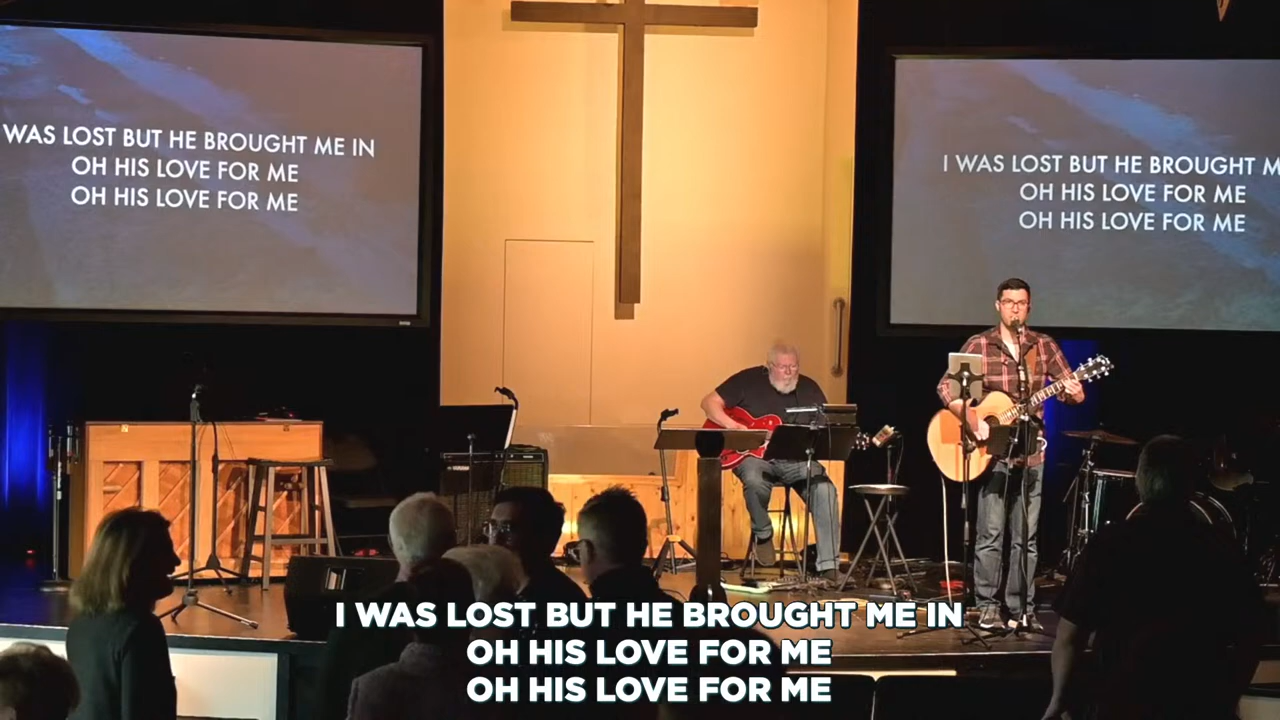 WAS LOST BUT HE BROUGHT ME IN
OH HIS LOVE FOR ME
OH HIS LOVE FOR ME
I WAS LOST BUT HE BROUGHT M
OH HIS LOVE FOR ME
OH HIS LOVE FOR ME
I WAS LOST BUT HE BROUGHT ME IN
OH HIS LOVE FOR ME
OH HIS LOVE FOR ME